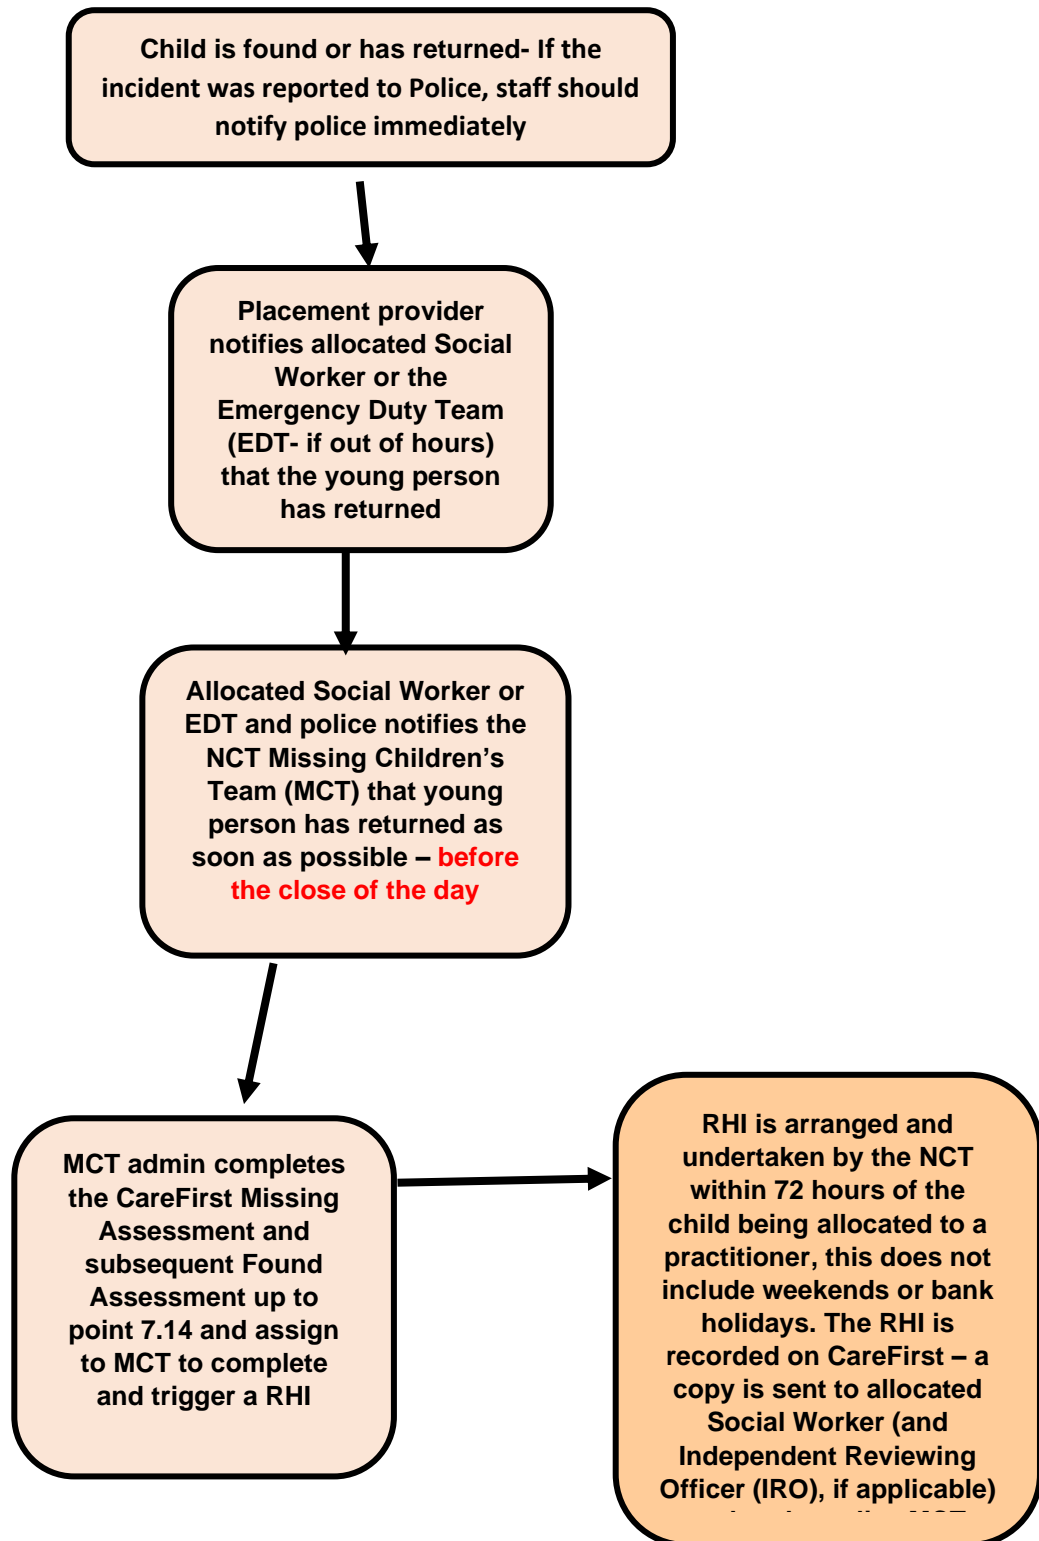 Child is found or has returned- If the
incident was reported to Police, staff should
notify police immediately
Placement provider
notifies allocated Social
Worker or the
Emergency Duty Team
(EDT- if out of hours)
that the young person
has returned
Allocated Social Worker or
EDT and police notifies the
NCT Missing Children’s
Team (MCT) that young
person has returned as
soon as possible – before
the close of the day
MCT admin completes
the CareFirst Missing
Assessment and
subsequent Found
Assessment up to
point 7.14 and assign
to MCT to complete
and trigger a RHI
RHI is arranged and
undertaken by the NCT
within 72 hours of the
child being allocated to a
practitioner, this does not
include weekends or bank
holidays. The RHI is
recorded on CareFirst – a
copy is sent to allocated
Social Worker (and
Independent Reviewing
Officer (IRO), if applicable)